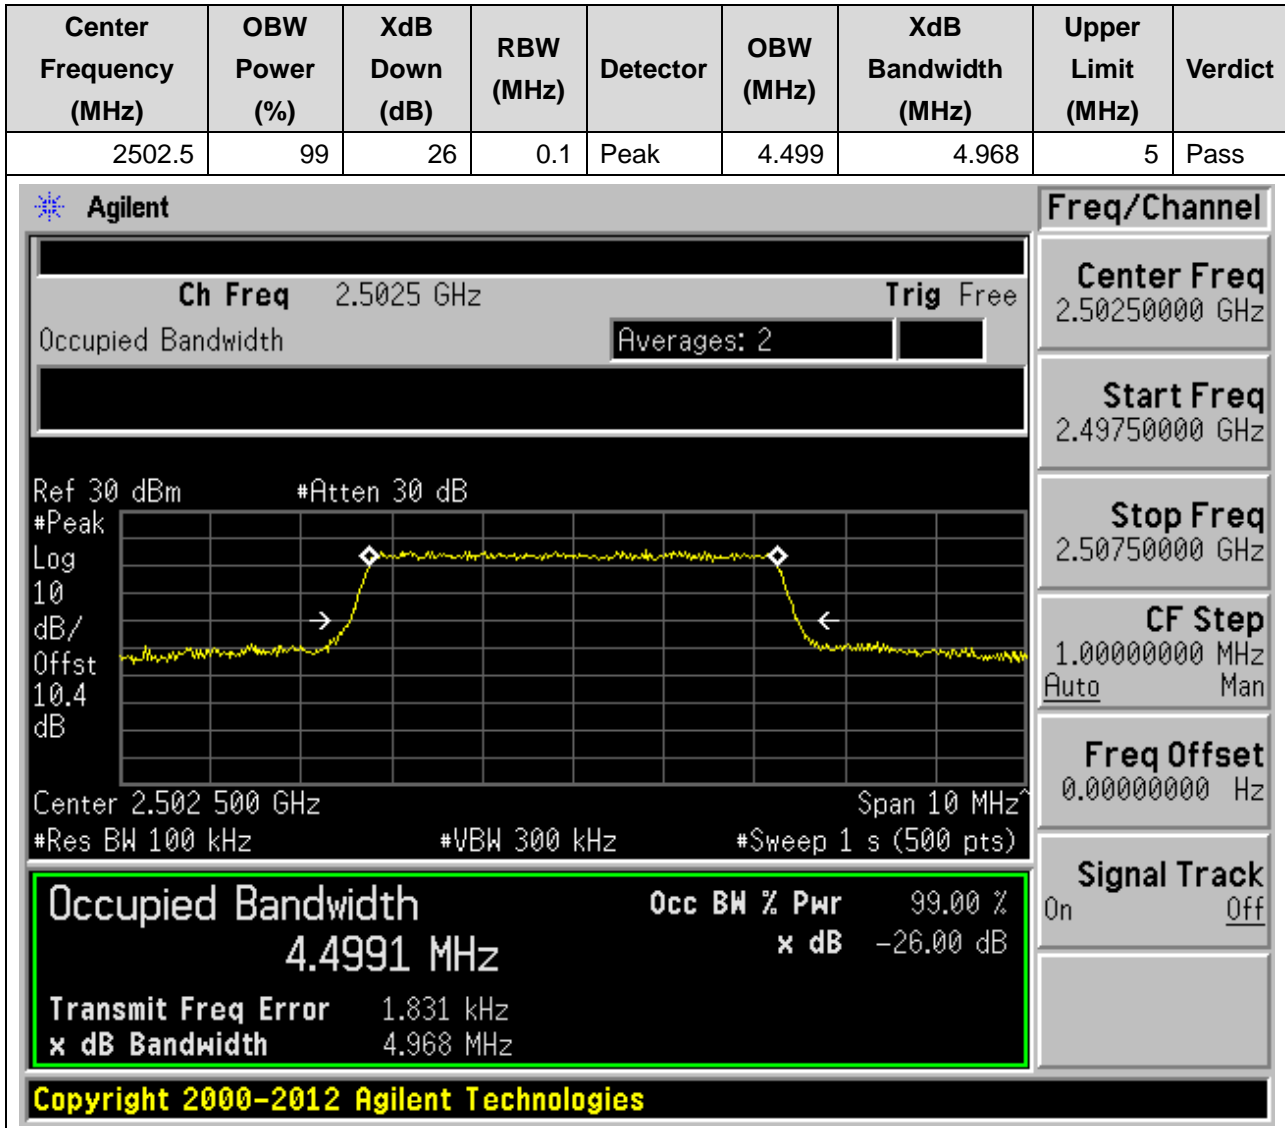 Center Frequency (MHz) OBW Power (%) XdB Down (dB) RBW (MHz) Detector OBW (MHz) XdB Bandwidth (MHz) Upper Limit (MHz) Verdict
2502.5 99 26 0.1 Peak 4.499 4.968 5 Pass
Agilent
Freq/Channel
Ch Freq 2.5025 GHz Trig Free
Occupied Bandwidth Averages: 2
Ref 30 dBm #Atten 30 dB
#Peak
Log
10
dB/
Offst
10.4
dB
Center 2.502 500 GHz Span 10 MHz^
#Res BW 100 kHz #VBW 300 kHz #Sweep 1 s (500 pts)
Occupied Bandwidth
4.4991 MHz
Occ BW % Pwr 99.00 %
x dB -26.00 dB
Transmit Freq Error 1.831 kHz
x dB Bandwidth 4.968 MHz
Center Freq
2.50250000 GHz
Start Freq
2.49750000 GHz
Stop Freq
2.50750000 GHz
CF Step
1.00000000 MHz
Auto Man
Freq Offset
0.00000000 Hz
Signal Track
On Off
Copyright 2000-2012 Agilent Technologies